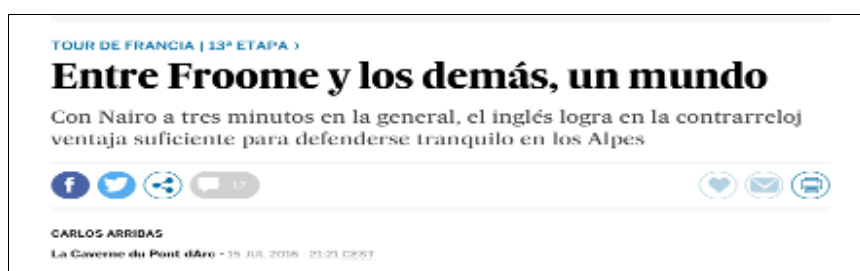 TOUR DE FRANCIA | 13ª ETAPA ›
Entre Froome y los demás, un mundo
Con Nairo a tres minutos en la general, el inglés logra en la contrarreloj
ventaja suficiente para defenderse tranquilo en los Alpes
f 17
CARLOS ARRIBAS
La Caverne du Pont dArc - 15 JUL 2016 - 21:21 CEST